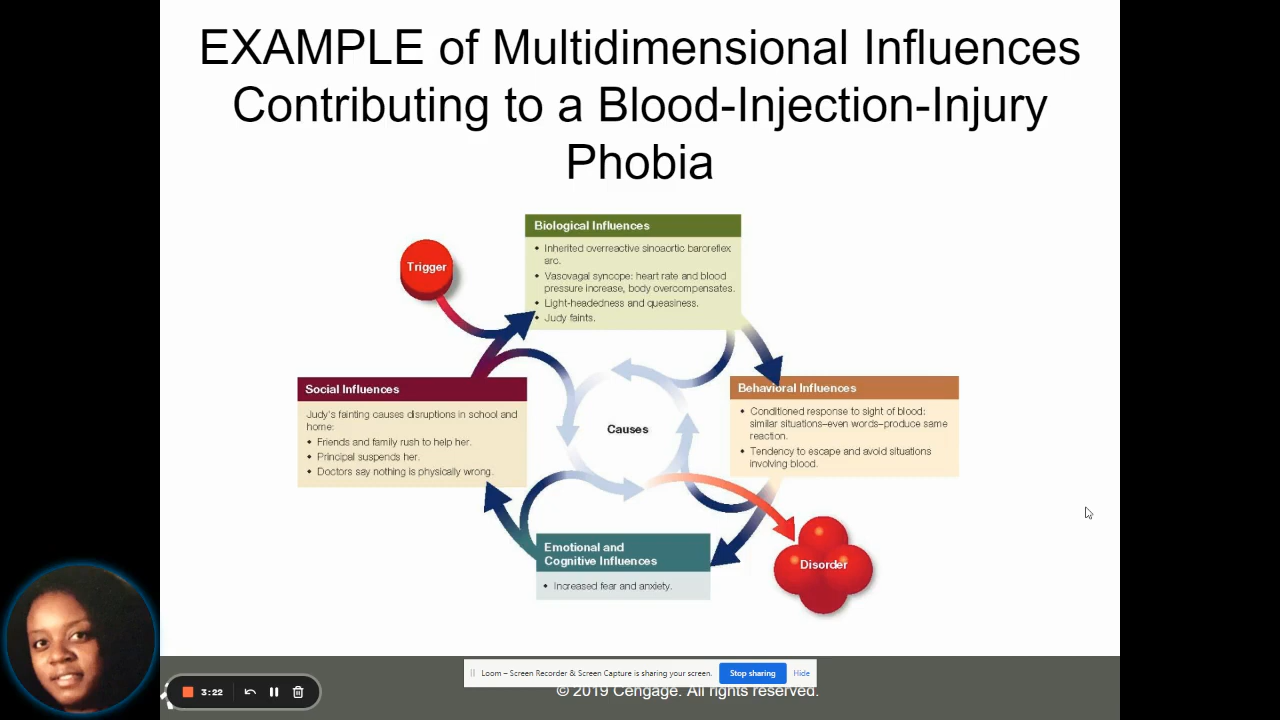 EXAMPLE of Multidimensional Influences
Contributing to a Blood-Injection-Injury
Phobia
Trigger
Biological Influences
• Inherited overreactive sinoaortic baroreflex
arc.
• Vasovagal syncope: heart rate and blood
pressure increase, body overcompensates.
• Light-headedness and queasiness.
• Judy faints.
Social Influences
Judy's fainting causes disruptions in school and
home:
• Friends and family rush to help her.
• Principal suspends her.
• Doctors say nothing is physically wrong.
Causes
Behavioral Influences
• Conditioned response to sight of blood:
similar situations–even words–produce same
reaction.
• Tendency to escape and avoid situations
involving blood.
Emotional and
Cognitive Influences
• Increased fear and anxiety.
Disorder
Loom – Screen Recorder & Screen Capture is sharing your screen.
Stop sharing
Hide
3:22
© 2019 Cengage. All rights reserved.